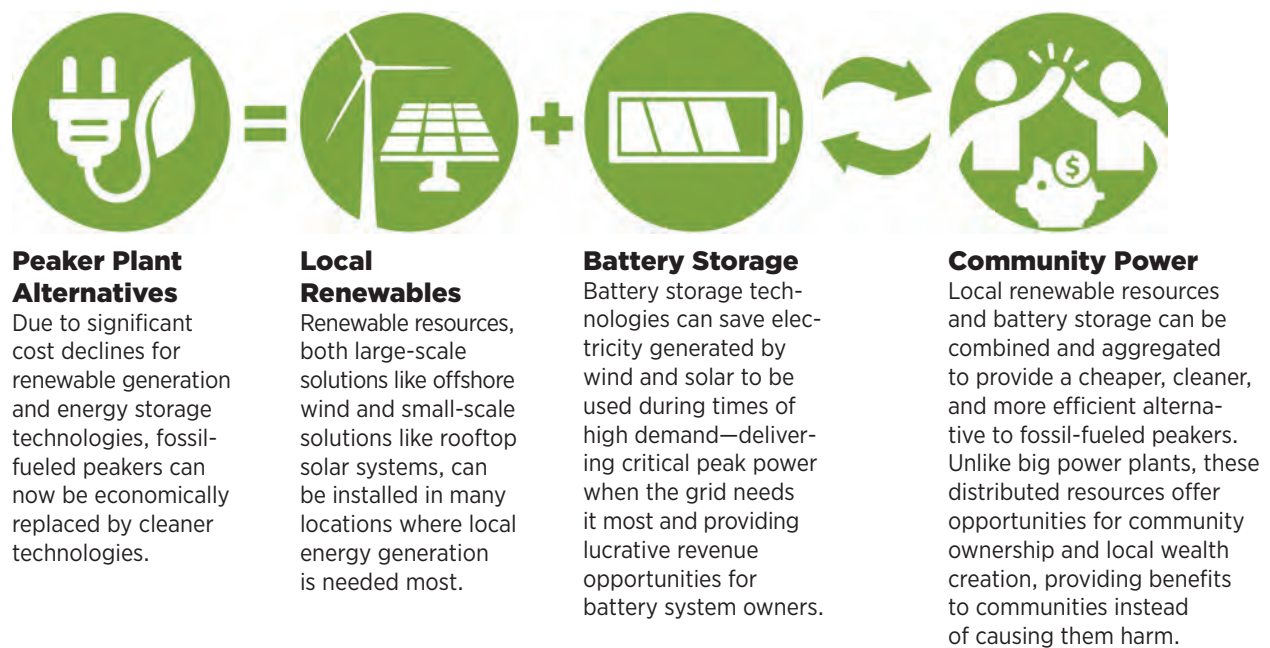 Peaker Plant
Alternatives
Due to significant
cost declines for
renewable generation
and energy storage
technologies, fossil-
fueled peakers can
now be economically
replaced by cleaner
technologies.
Local
Renewables
Renewable resources,
both large-scale
solutions like offshore
wind and small-scale
solutions like rooftop
solar systems, can
be installed in many
locations where local
energy generation
is needed most.
Battery Storage
Battery storage tech-
nologies can save elec-
tricity generated by
wind and solar to be
used during times of
high demand—deliver-
ing critical peak power
when the grid needs
it most and providing
lucrative revenue
opportunities for
battery system owners.
$
Community Power
Local renewable resources
and battery storage can be
combined and aggregated
to provide a cheaper, cleaner,
and more efficient alterna-
tive to fossil-fueled peakers.
Unlike big power plants, these
distributed resources offer
opportunities for community
ownership and local wealth
creation, providing benefits
to communities instead
of causing them harm.